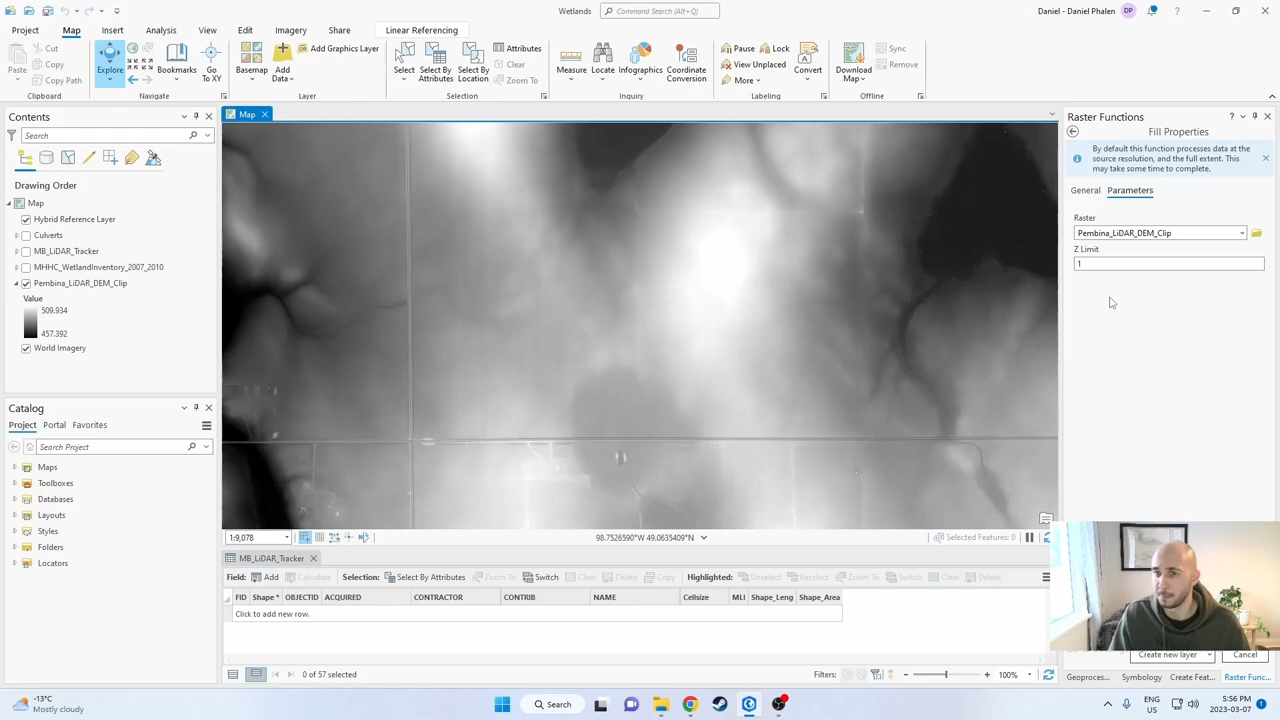 Wetlands
Command Search (Alt+Q)
Daniel - Daniel Phalen
DP
Project
Map
Insert
Analysis
View
Edit
Imagery
Share
Linear Referencing
Paste
Cut
Copy
Copy Path
Clipboard
Explore
Bookmarks
Go To XY
Navigate
Basemap
Add Data
Add Graphics Layer
Layer
Select
Select By Attributes
Select By Location
Attributes
Clear
Zoom To
Selection
Measure
Locate
Infographics
Coordinate Conversion
Inquiry
Pause
Lock
View Unplaced
More
Convert
Labeling
Download Map
Sync
Remove
Offline
Contents
Search
Drawing Order
Map
Hybrid Reference Layer
Culverts
MB_LiDAR_Tracker
MHHC_WetlandInventory_2007_2010
Pembina_LiDAR_DEM_Clip
Value
509.934
457.392
World Imagery
Catalog
Project
Portal
Favorites
Search Project
Maps
Toolboxes
Databases
Layouts
Styles
Folders
Locators
Map
1:9,078
98.7526590°W 49.0635409°N
Selected Features: 0
MB_LiDAR_Tracker
Field:
Add
Calculate
Selection:
Select By Attributes
Zoom To
Switch
Clear
Delete
Copy
Highlighted:
Unselect
Reselect
Zoom To
Switch
Clear
Delete
FID
Shape *
OBJECTID
ACQUIRED
CONTRACTOR
CONTRIB
NAME
Cellsize
MLI
Shape_Leng
Shape_Area
Click to add new row.
0 of 57 selected
Filters:
100%
Raster Functions
Fill Properties
By default this function processes data at the
source resolution, and the full extent. This
may take some time to complete.
General
Parameters
Raster
Pembina_LiDAR_DEM_Clip
Z Limit
1
Create new layer
Cancel
Geoproces...
Symbology
Create Feat...
Raster Func...
-13°C
Mostly cloudy
Search
ENG
US
5:56 PM
2023-03-07
1